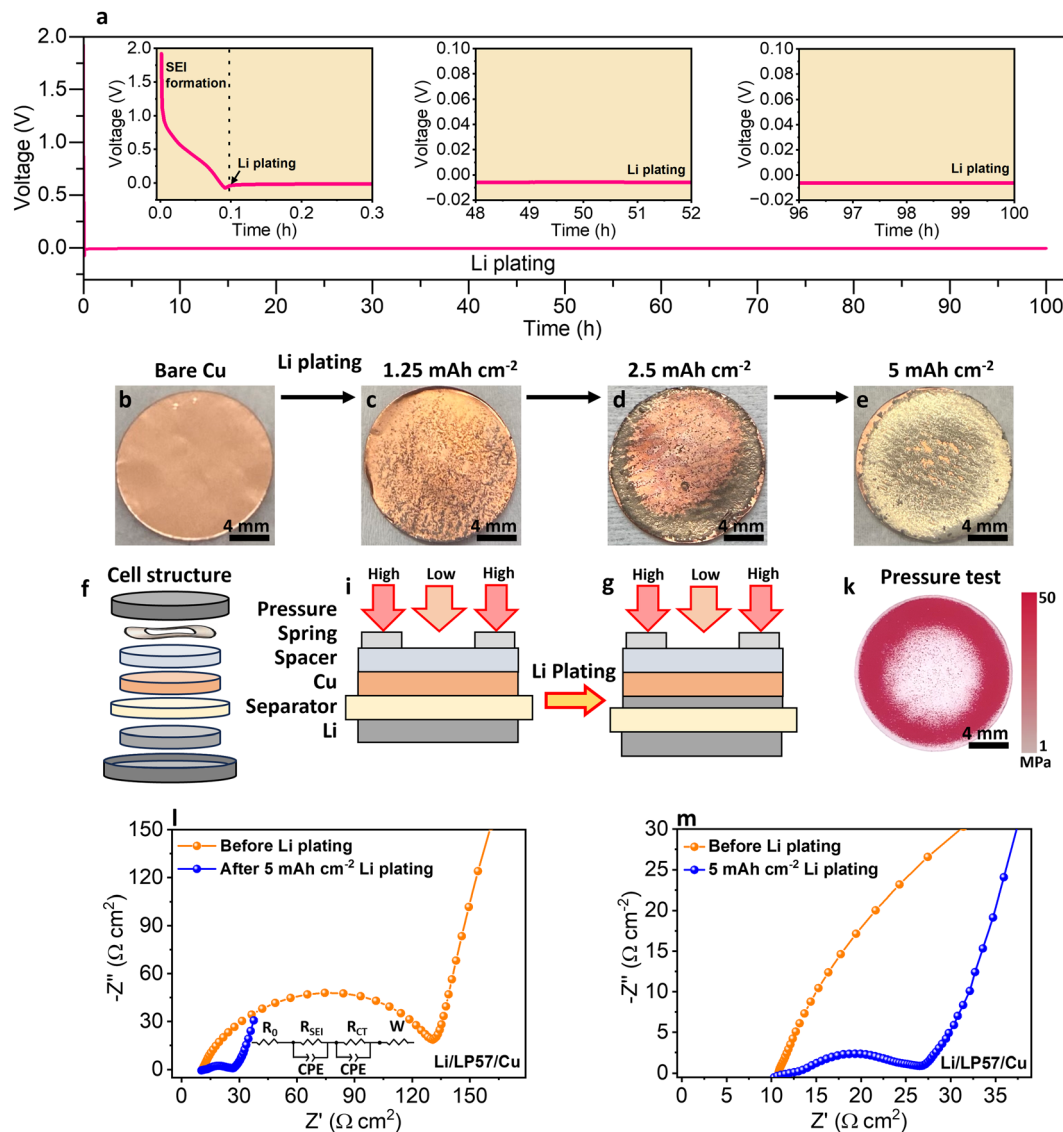 a
2.0
1.5
1.0
0.5
0.0
Voltage (V)
0 10 20 30 40 50 60 70 80 90 100
Time (h)
Li plating
2.0
1.5
1.0
0.5
0.0
Voltage (V)
SEI
formation
Li plating
0.0 0.1 0.2 0.3
Time (h)
0.10
0.08
0.06
0.04
0.02
0.00
−0.02
Voltage (V)
Li plating
48 49 50 51 52
Time (h)
0.10
0.08
0.06
0.04
0.02
0.00
−0.02
Voltage (V)
Li plating
96 97 98 99 100
Time (h)
Bare Cu
Li plating
1.25 mAh cm⁻²
2.5 mAh cm⁻²
5 mAh cm⁻²
b
4 mm
c
4 mm
d
4 mm
e
4 mm
f
Cell structure
i
High Low High
Pressure
Spring
Spacer
Cu
Separator
Li
Li Plating
g
High Low High
k
Pressure test
4 mm
50
1
MPa
l
150
120
90
60
30
0
-Z'' (Ω cm²)
Before Li plating
After 5 mAh cm⁻² Li plating
R₀ R_SEI R_CT W
CPE CPE
Li/LP57/Cu
0 30 60 90 120 150
Z' (Ω cm²)
m
30
25
20
15
10
5
0
-Z'' (Ω cm⁻²)
Before Li plating
5 mAh cm⁻² Li plating
Li/LP57/Cu
0 5 10 15 20 25 30 35
Z' (Ω cm²)